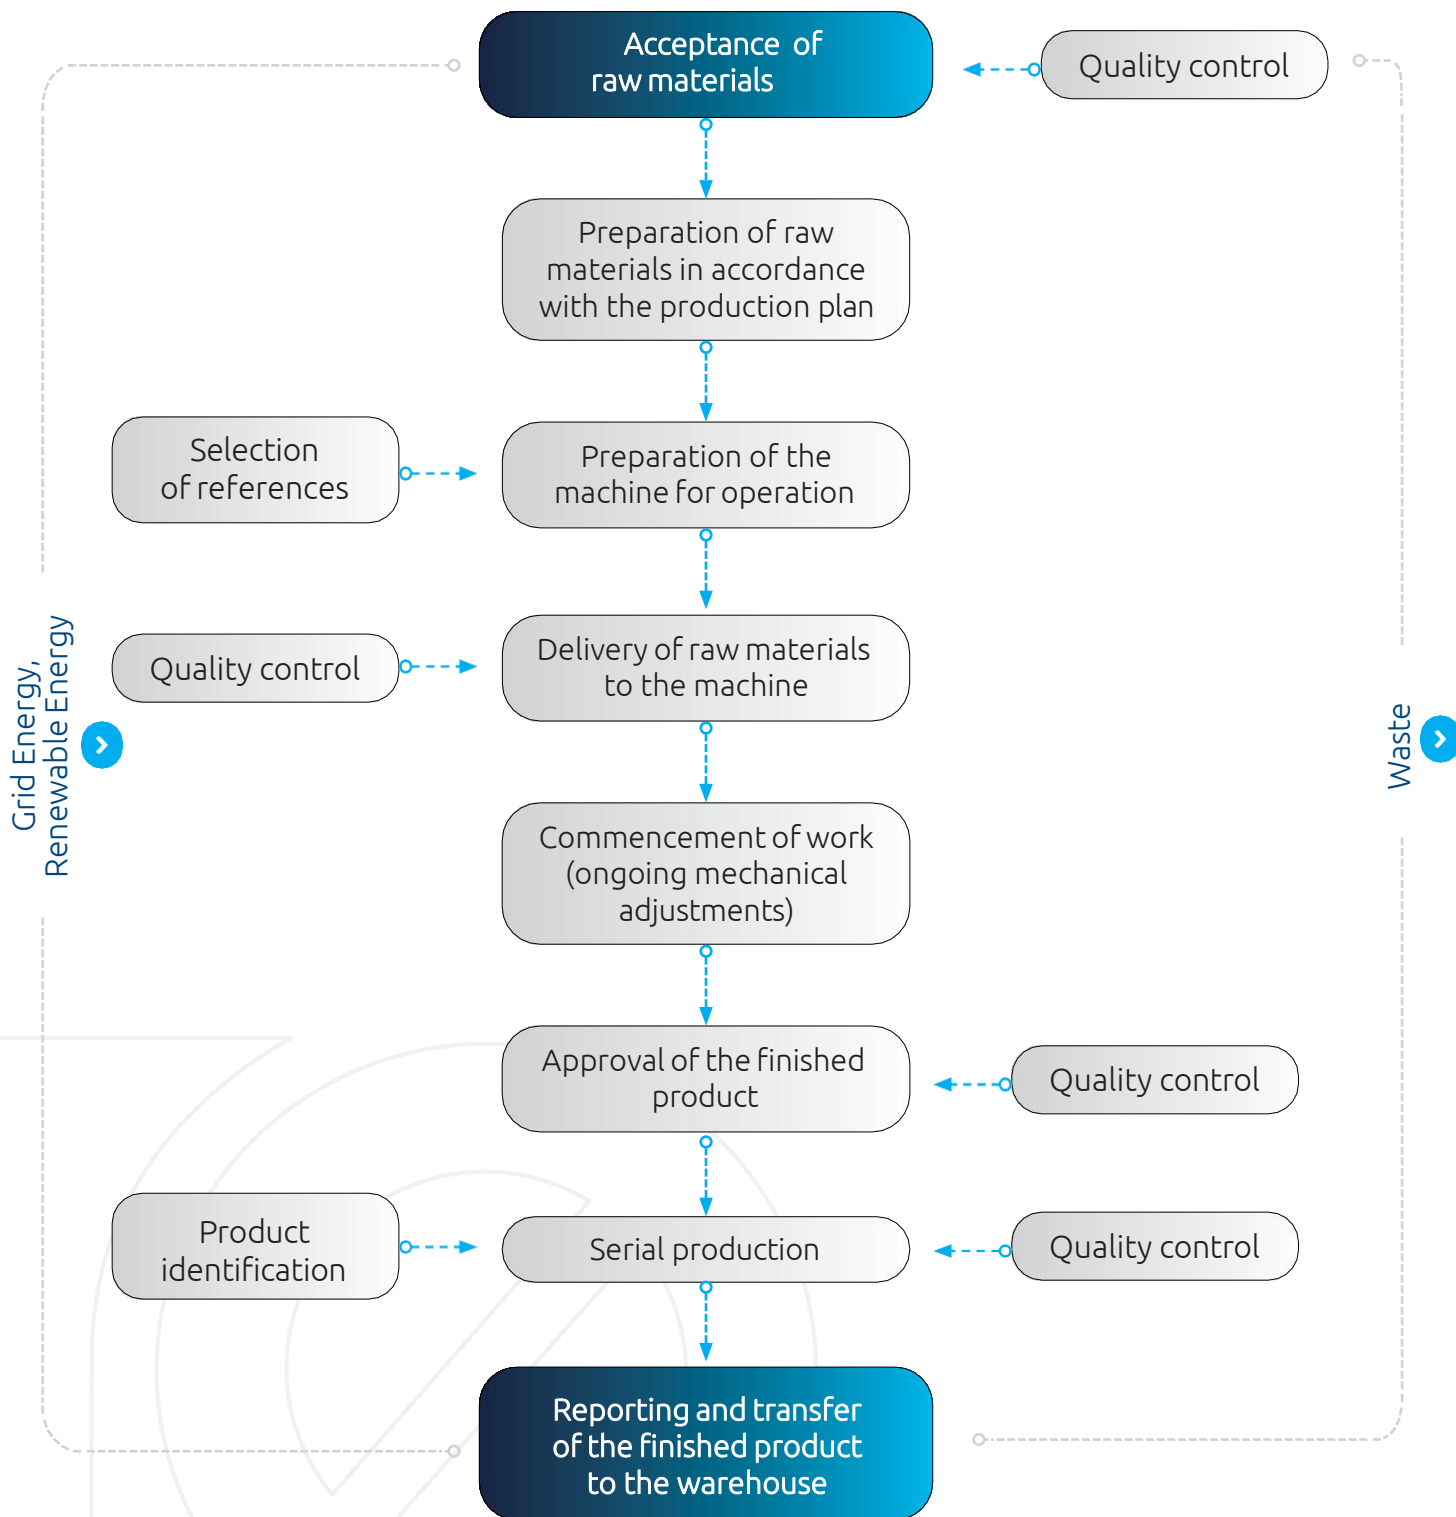 Acceptance of
raw materials
Quality control
Preparation of raw
materials in accordance
with the production plan
Selection
of references
Preparation of the
machine for operation
Grid Energy,
Renewable Energy
Quality control
Delivery of raw materials
to the machine
Waste
Commencement of work
(ongoing mechanical
adjustments)
Approval of the finished
product
Quality control
Product
identification
Serial production
Quality control
Reporting and transfer
of the finished product
to the warehouse